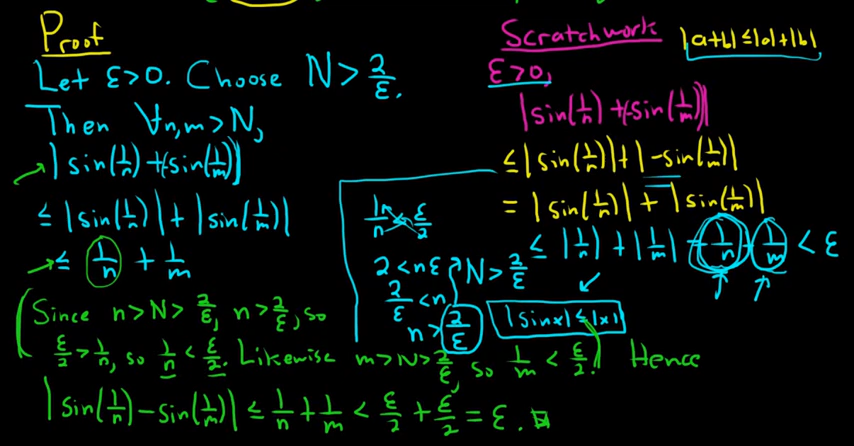 Proof
Let ε>0. Choose N > 2/ε.
Then ∀n,m > N,
|sin(1/n) + (-sin(1/m))|
≤ |sin(1/n)| + |sin(1/m)|
≤ 1/n + 1/m
(Since n > N > 2/ε, n > 2/ε, so
ε/2 > 1/n, so 1/n < ε/2. Likewise m > N > 2/ε, so 1/m < ε/2.) Hence
|sin(1/n) - sin(1/m)| ≤ 1/n + 1/m < ε/2 + ε/2 = ε.
1/n < ε/2
2 < nε
2/ε < n
n > 2/ε
N > 2/ε
Scratchwork
|a+b| ≤ |a|+|b|
ε>0,
|sin(1/n) + (-sin(1/m))|
≤ |sin(1/n)| + |-sin(1/m)|
= |sin(1/n)| + |sin(1/m)|
≤ |1/n| + |1/m| = 1/n + 1/m < ε
|sin x| ≤ |x|